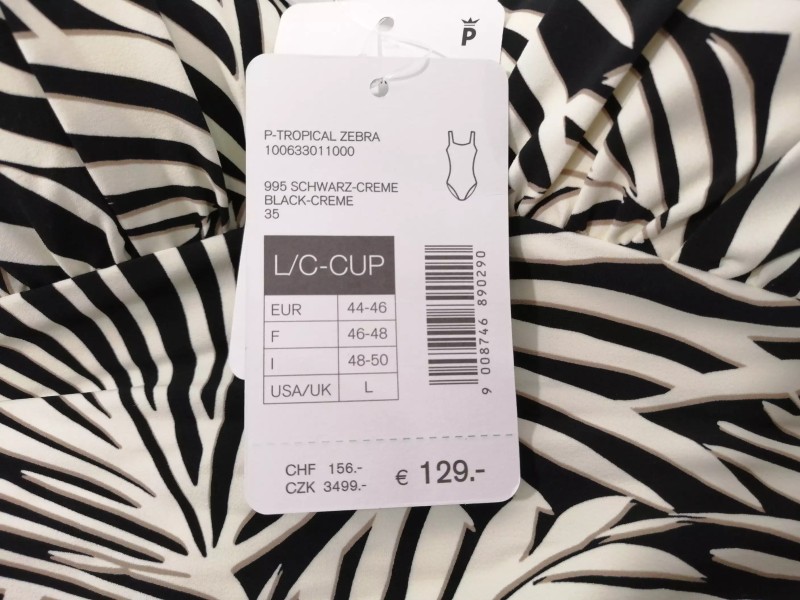 P
P-TROPICAL ZEBRA
100633011000
995 SCHWARZ-CREME
BLACK-CREME
35
L/C-CUP
EUR 44-46
F 46-48
I 48-50
USA/UK L
9 008746 890290
CHF 156.-
CZK 3499.-
€ 129.-